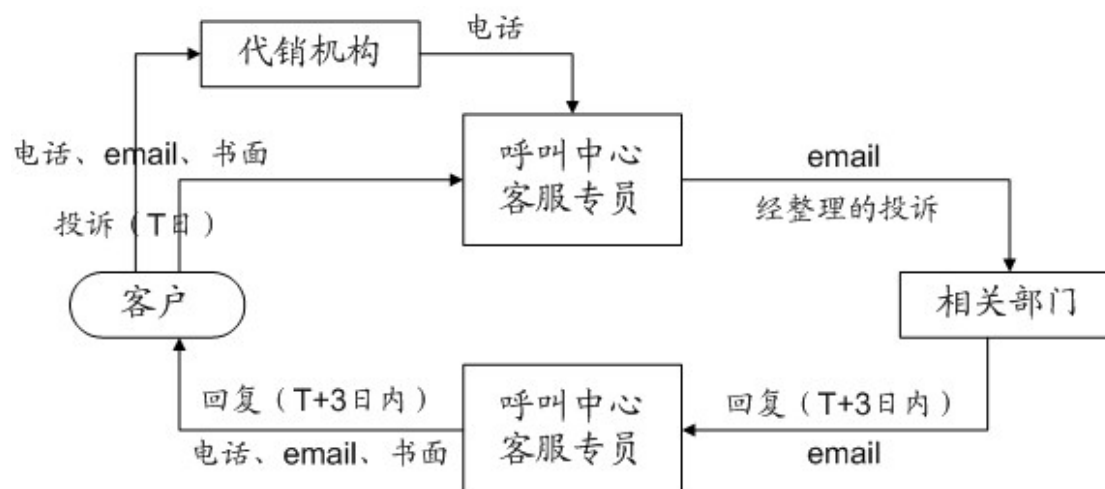 代销机构
电话
电话、email、书面
投诉（T日）
呼叫中心
客服专员
email
经整理的投诉
客户
相关部门
回复（T+3日内）
电话、email、书面
呼叫中心
客服专员
回复（T+3日内）
email